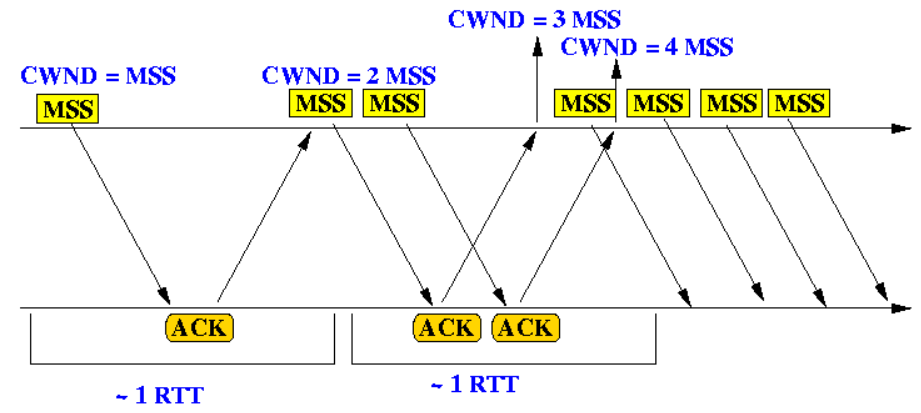 CWND = 3 MSS
CWND = 4 MSS
CWND = MSS
CWND = 2 MSS
MSS
MSS MSS
MSS MSS MSS MSS
ACK
ACK ACK
~ 1 RTT
~ 1 RTT